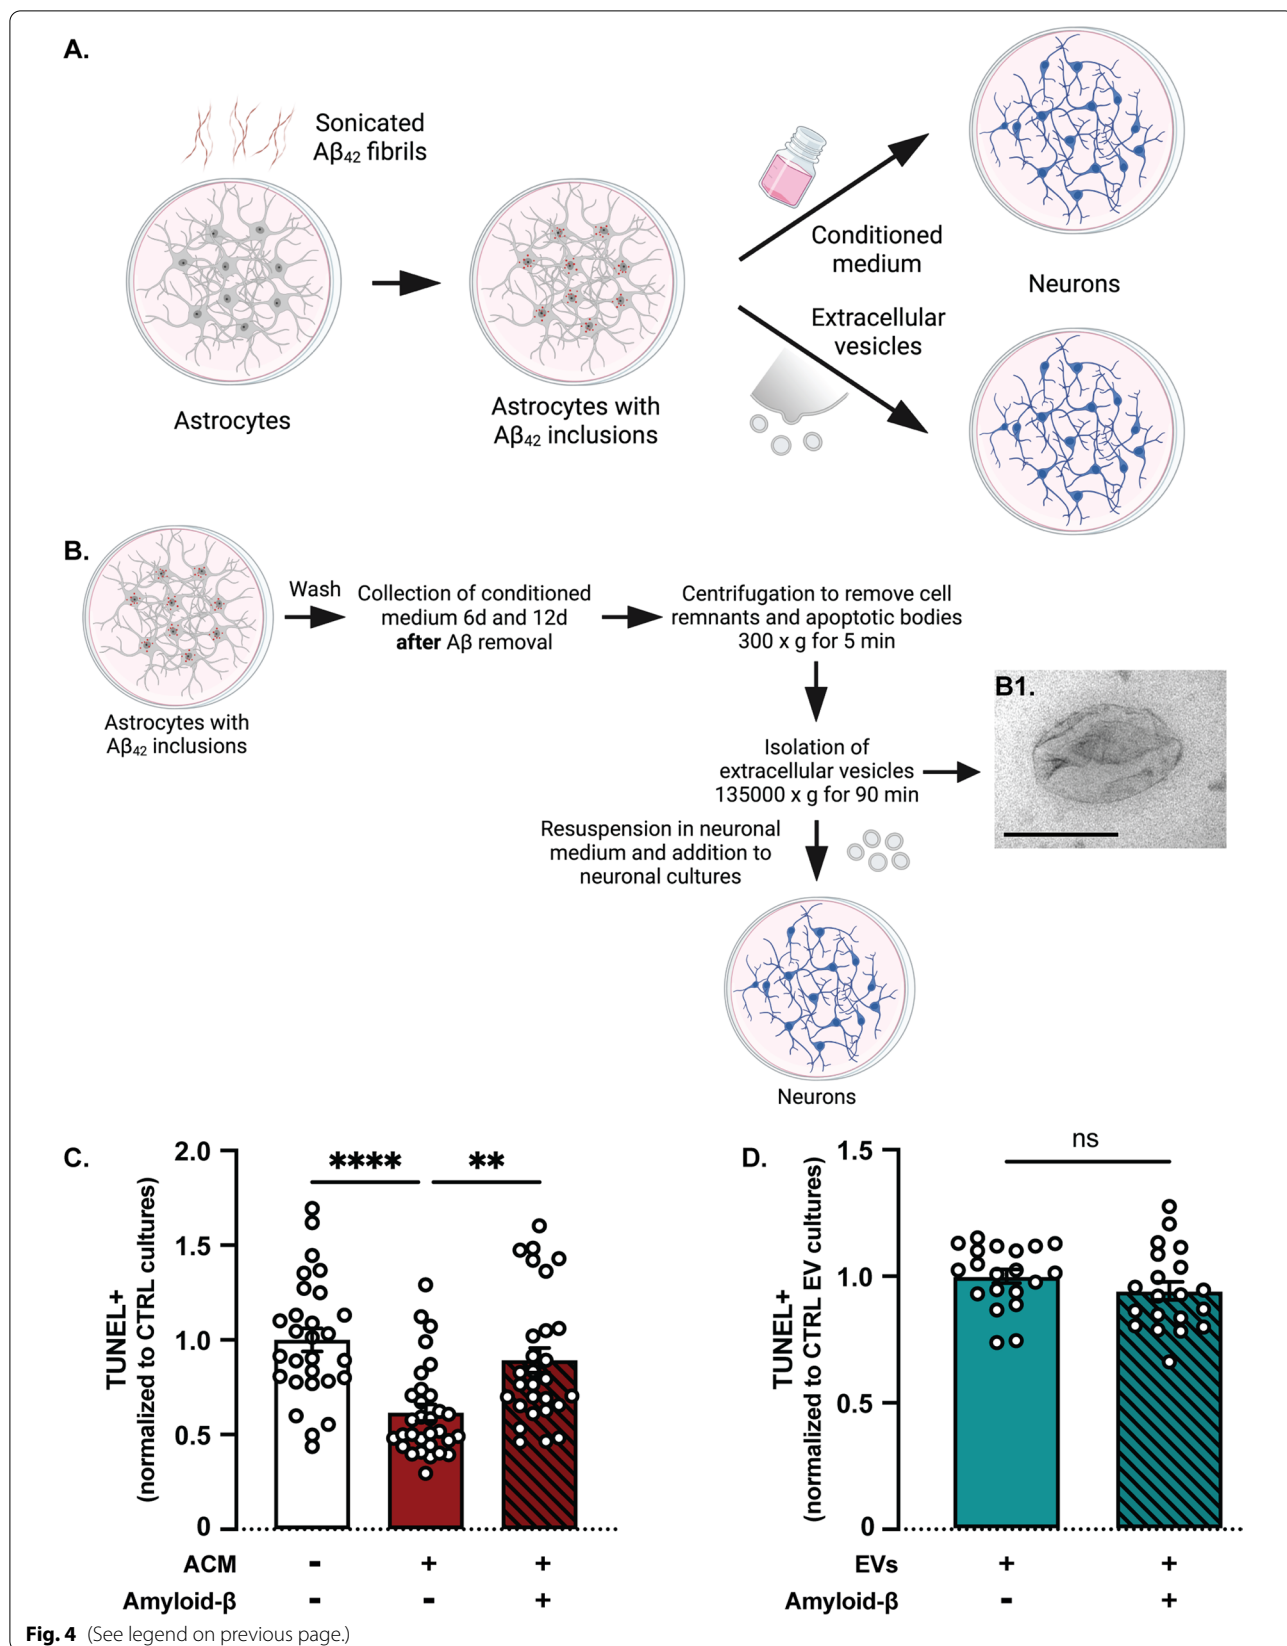 A.
Sonicated
Aβ₄₂ fibrils
Astrocytes
Astrocytes with
Aβ₄₂ inclusions
Conditioned
medium
Extracellular
vesicles
Neurons
B.
Astrocytes with
Aβ₄₂ inclusions
Wash
Collection of conditioned
medium 6d and 12d
after Aβ removal
Centrifugation to remove cell
remnants and apoptotic bodies
300 x g for 5 min
Isolation of
extracellular vesicles
135000 x g for 90 min
B1.
Resuspension in neuronal
medium and addition to
neuronal cultures
Neurons
C.
TUNEL+
(normalized to CTRL cultures)
2.0
1.5
1.0
0.5
0
**** **
ACM - + +
Amyloid-β - - +
D.
TUNEL+
(normalized to CTRL EV cultures)
1.5
1.0
0.5
0
ns
EVs + +
Amyloid-β - +
Fig. 4 (See legend on previous page.)